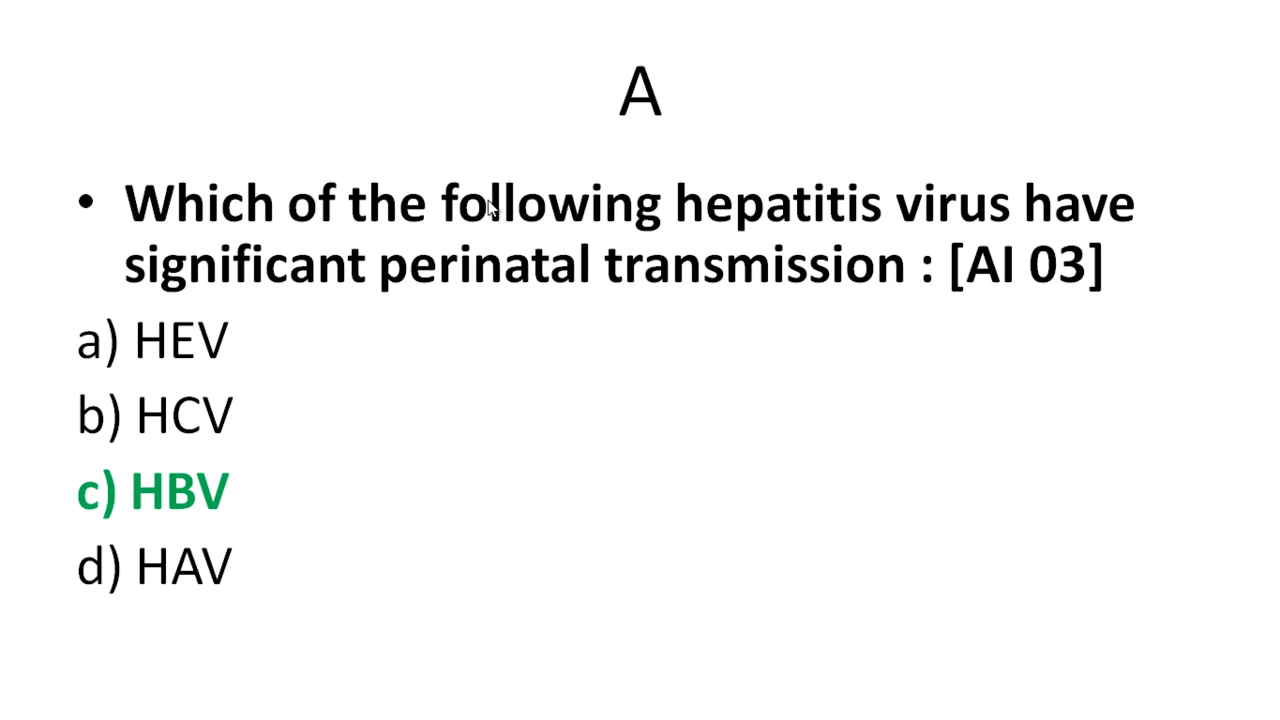 A
• Which of the following hepatitis virus have
significant perinatal transmission : [AI 03]
a) HEV
b) HCV
c) HBV
d) HAV